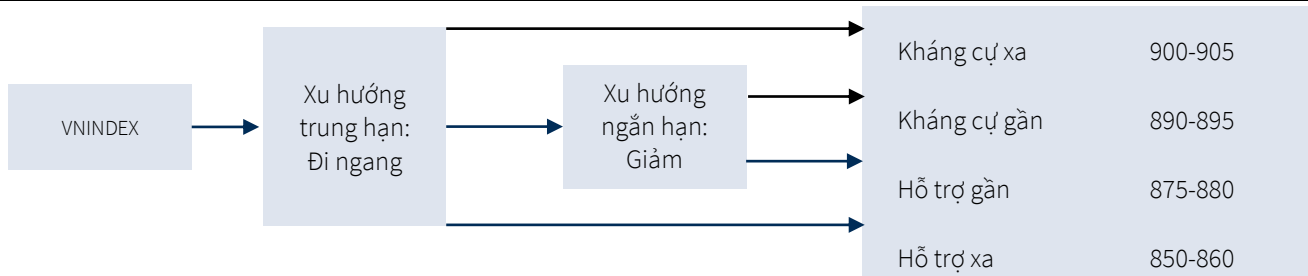 VNINDEX
Xu hướng
trung hạn:
Đi ngang
Xu hướng
ngắn hạn:
Giảm
Kháng cự xa 900-905
Kháng cự gần 890-895
Hỗ trợ gần 875-880
Hỗ trợ xa 850-860